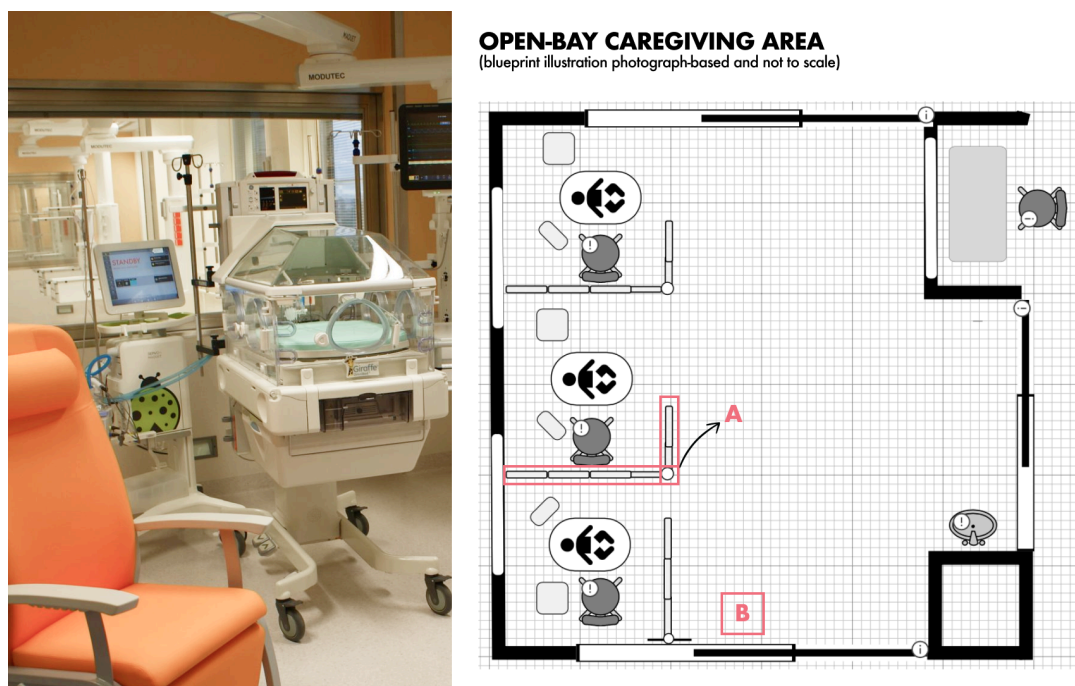 MODUTEC
STANDBY
Giraffe
OPEN-BAY CAREGIVING AREA
(blueprint illustration photograph-based and not to scale)
A
B